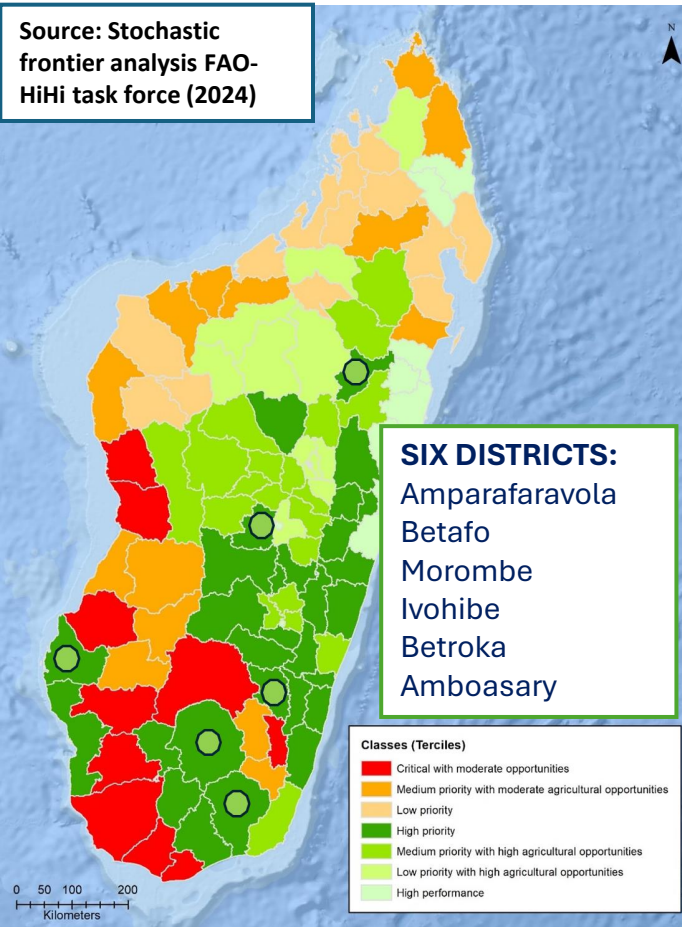 Source: Stochastic
frontier analysis FAO-
HiHi task force (2024)
N
SIX DISTRICTS:
Amparafaravola
Betafo
Morombe
Ivohibe
Betroka
Amboasary
Classes (Terciles)
Critical with moderate opportunities
Medium priority with moderate agricultural opportunities
Low priority
High priority
Medium priority with high agricultural opportunities
Low priority with high agricultural opportunities
High performance
0 50 100 200
Kilometers